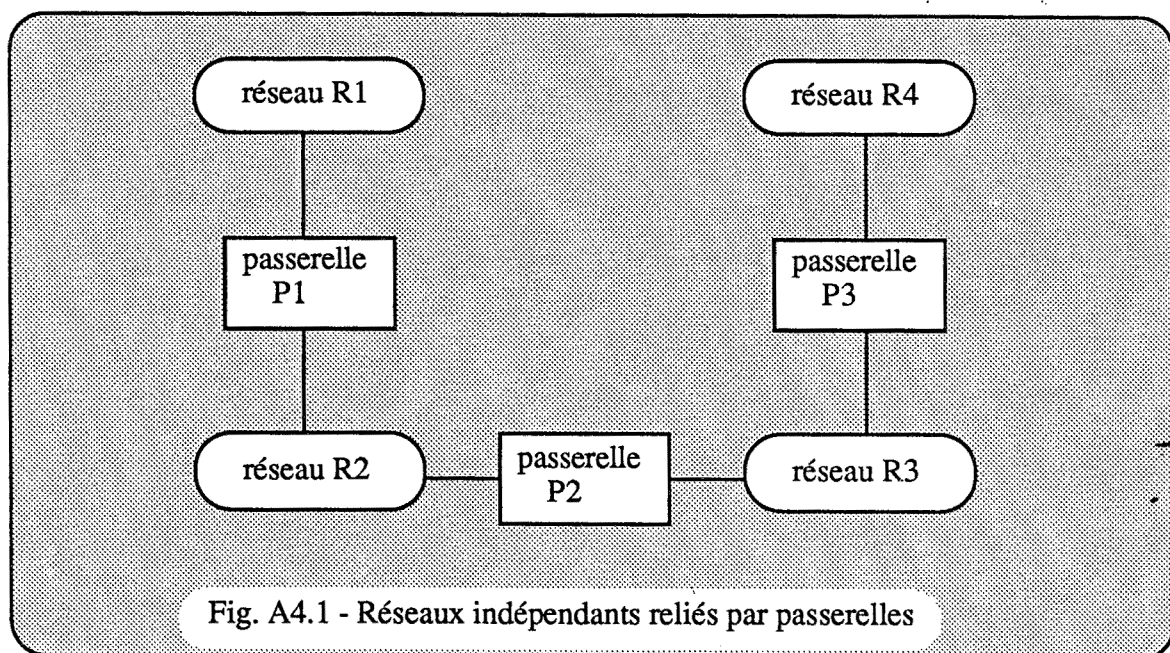 réseau R1
réseau R4
passerelle
P1
passerelle
P3
réseau R2
passerelle
P2
réseau R3
Fig. A4.1 - Réseaux indépendants reliés par passerelles